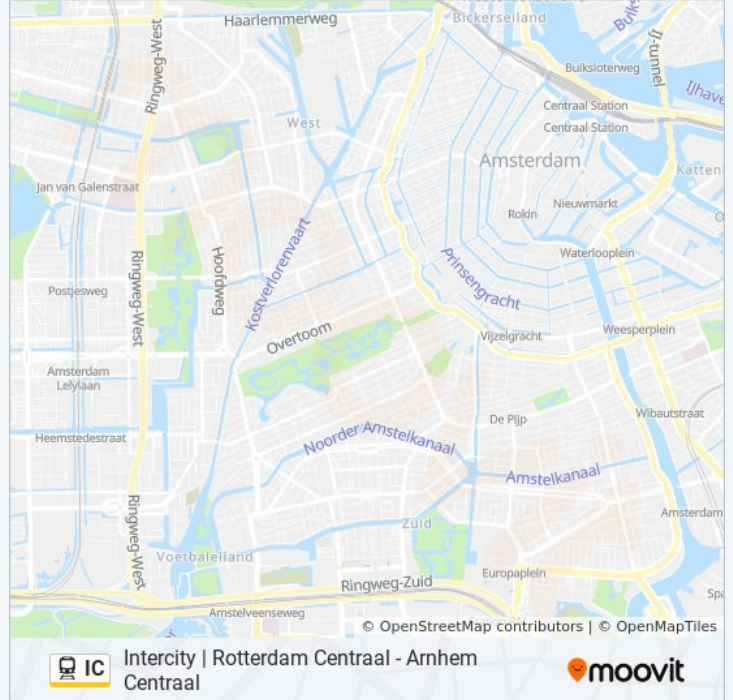 Haarlemmerweg
Bickerseiland
Ringweg-West
IJ-tunnel
Buiksloterweg
IJhave
Centraal Station
West
Centraal Station
Amsterdam
Katten
Jan van Galenstraat
Nieuwmarkt
Rokin
Kostverlorenvaart
Waterlooplein
Hoofdweg
Prinsengracht
Ringweg-West
Postjesweg
Overtoom
Vijzelgracht
Weesperplein
Amsterdam
Lelylaan
De Pijp
Wibautstraat
Heemstedestraat
Noorder Amstelkanaal
Amstelkanaal
Ringweg-West
Zuid
Amsterdam
Voetbaleiland
Europaplein
Ringweg-Zuid
Spa
Amstelveenseweg
© OpenStreetMap contributors | © OpenMapTiles
IC
Intercity | Rotterdam Centraal - Arnhem
Centraal
moovit